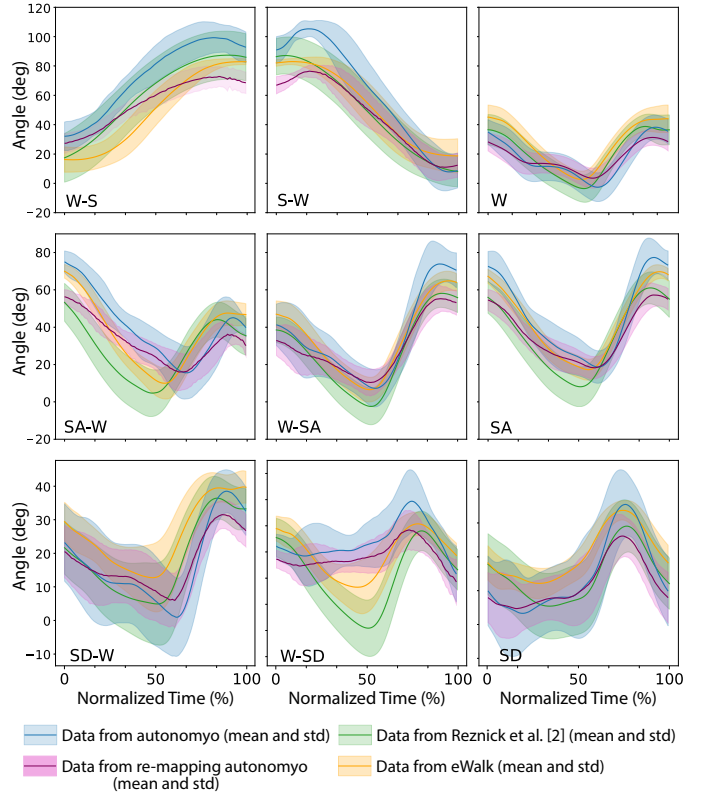 120
100
80
60
40
20
0
−20
Angle (deg)
W-S
S-W
W
80
60
40
20
0
−20
Angle (deg)
SA-W
W-SA
SA
40
30
20
10
0
−10
Angle (deg)
SD-W
W-SD
SD
0 50 100 0 50 100 0 50 100
Normalized Time (%) Normalized Time (%) Normalized Time (%)
Data from autonomyo (mean and std)
Data from Reznick et al. [2] (mean and std)
Data from re-mapping autonomyo
(mean and std)
Data from eWalk (mean and std)